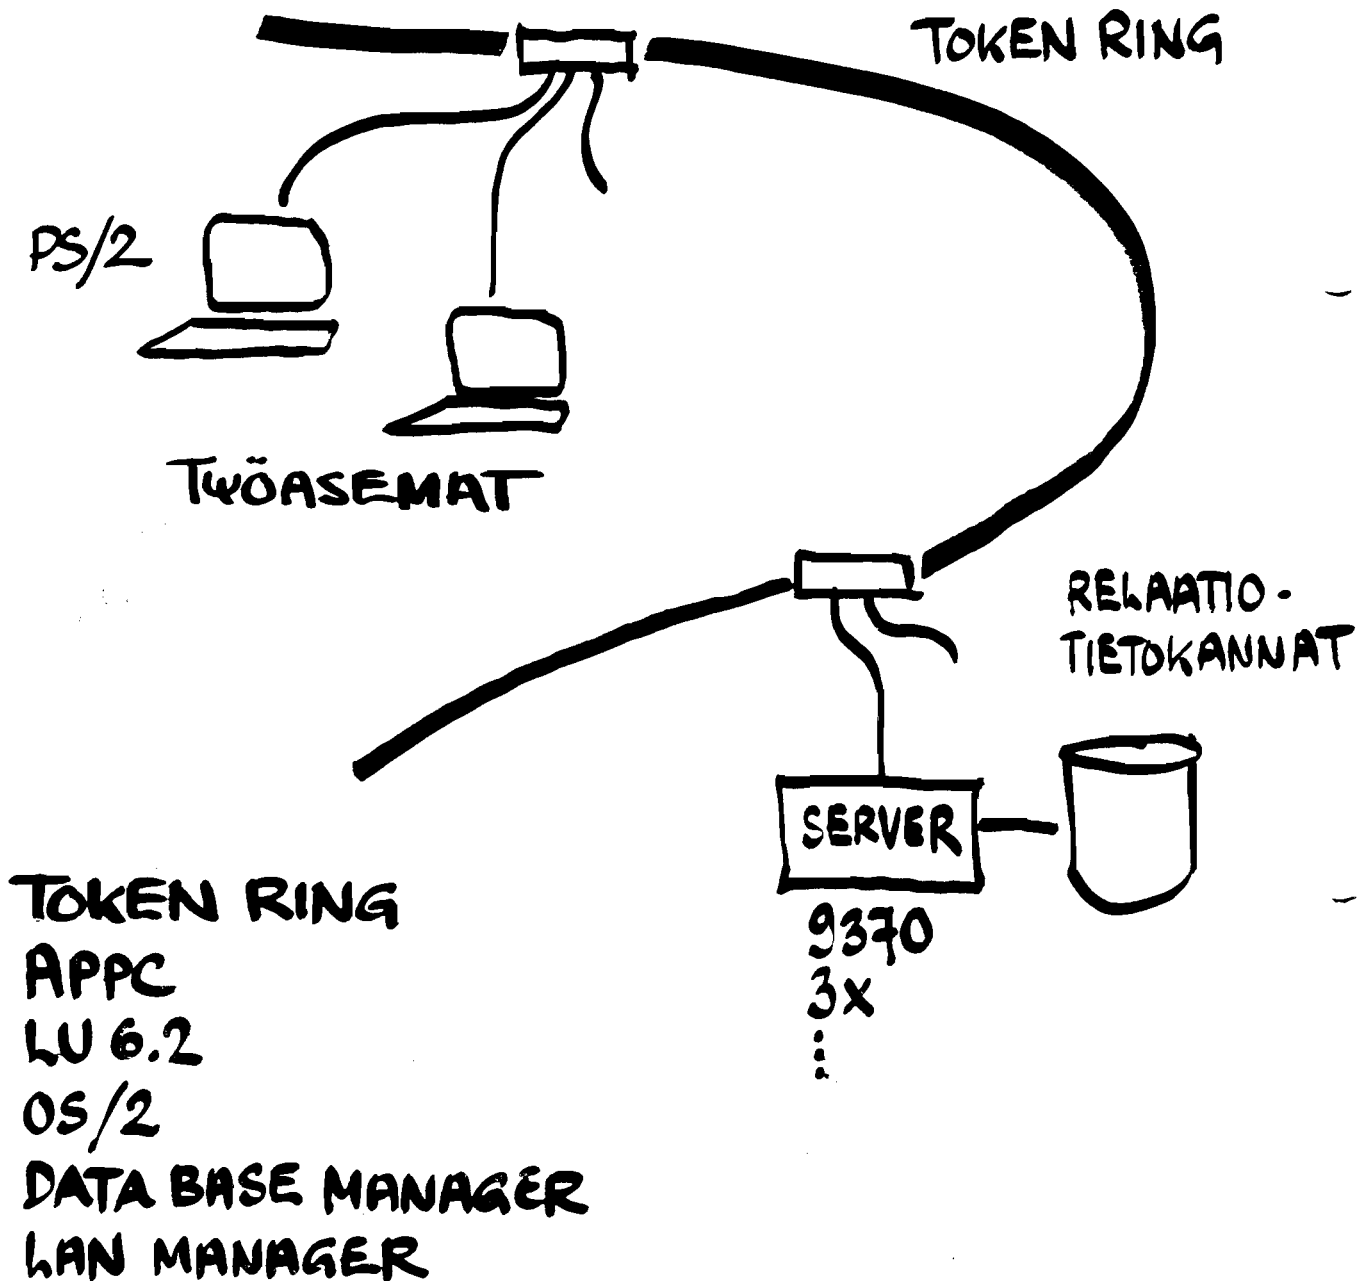 TOKEN RING
PS/2
TYÖASEMAT
RELAATIO-
TIETOKANNAT
SERVER
9370
3X
TOKEN RING
APPC
LU 6.2
OS/2
DATA BASE MANAGER
LAN MANAGER